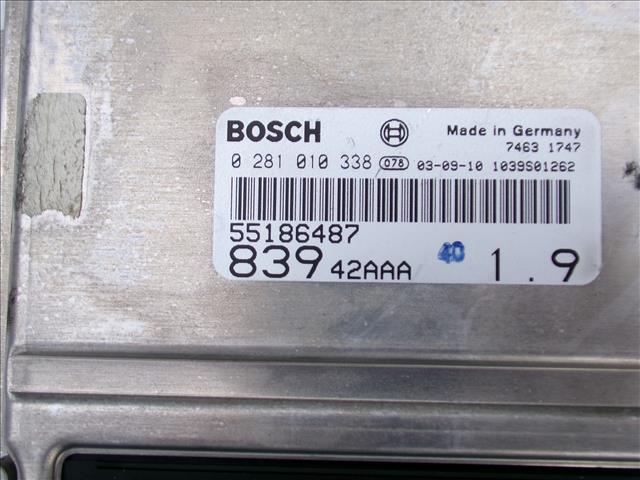 BOSCH Made in Germany
7463 1747
0 281 010 338 078 03-09-10 1039S01262
55186487
839 42AAA 40 1.9